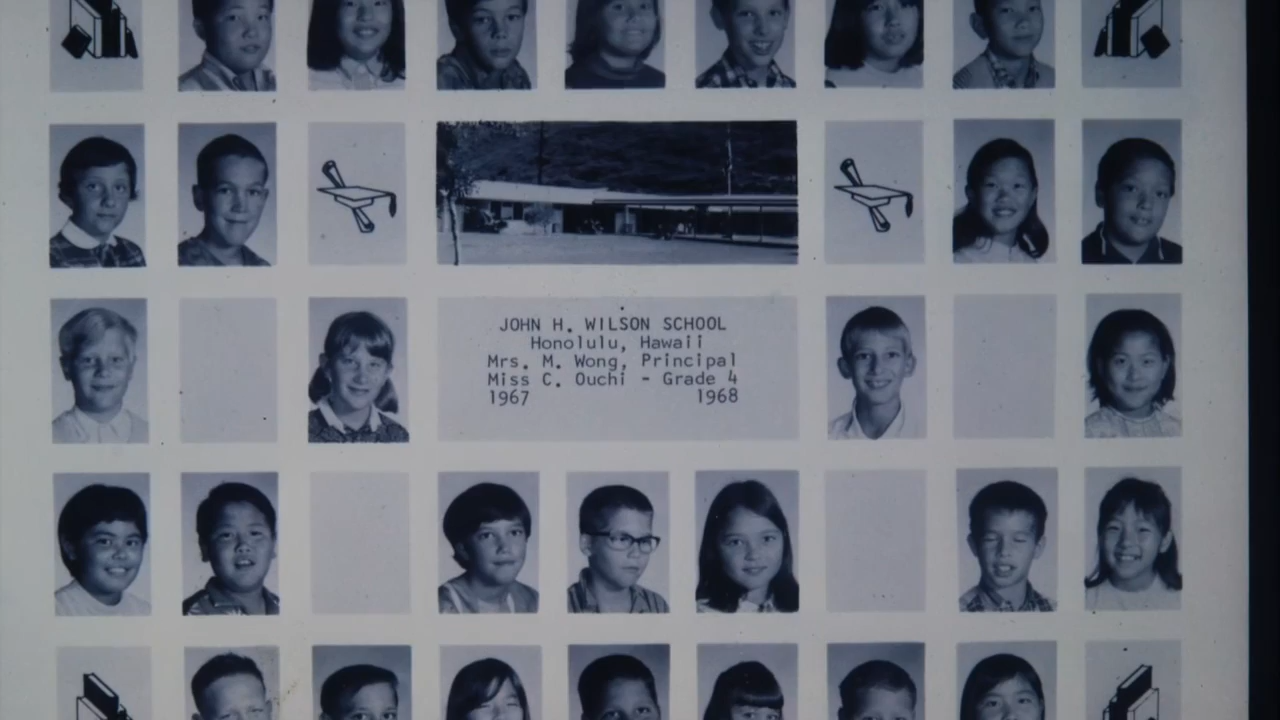 JOHN H. WILSON SCHOOL
Honolulu, Hawaii
Mrs. M. Wong, Principal
Miss C. Ouchi - Grade 4
1967 1968